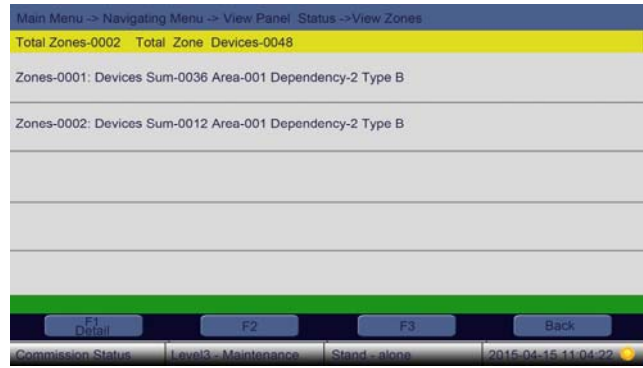 Main Menu -> Navigating Menu -> View Panel Status ->View Zones
Total Zones-0002 Total Zone Devices-0048
Zones-0001: Devices Sum-0036 Area-001 Dependency-2 Type B
Zones-0002: Devices Sum-0012 Area-001 Dependency-2 Type B
F1
Detail
F2
F3
Back
Commission Status
Level3 - Maintenance
Stand - alone
2015-04-15 11:04:22